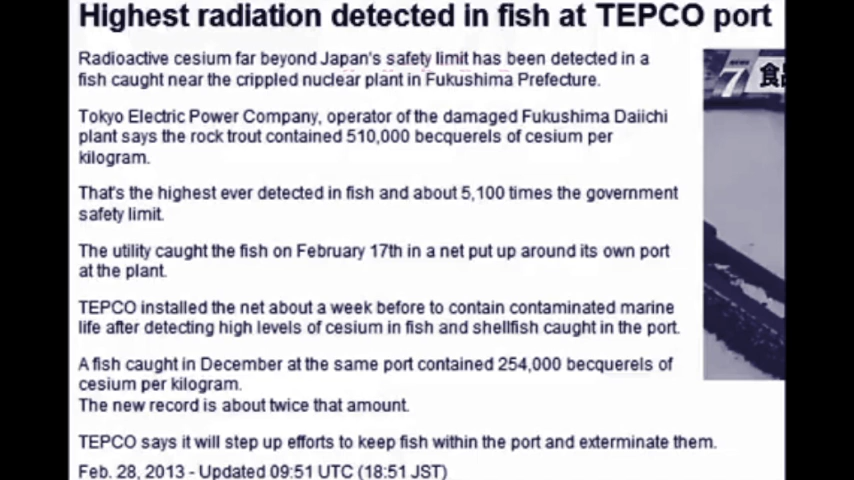 Highest radiation detected in fish at TEPCO port
Radioactive cesium far beyond Japan's safety limit has been detected in a
fish caught near the crippled nuclear plant in Fukushima Prefecture.
Tokyo Electric Power Company, operator of the damaged Fukushima Daiichi
plant says the rock trout contained 510,000 becquerels of cesium per
kilogram.
That's the highest ever detected in fish and about 5,100 times the government
safety limit.
The utility caught the fish on February 17th in a net put up around its own port
at the plant.
TEPCO installed the net about a week before to contain contaminated marine
life after detecting high levels of cesium in fish and shellfish caught in the port.
A fish caught in December at the same port contained 254,000 becquerels of
cesium per kilogram.
The new record is about twice that amount.
TEPCO says it will step up efforts to keep fish within the port and exterminate them.
Feb. 28, 2013 - Updated 09:51 UTC (18:51 JST)
NEWS
7 食品